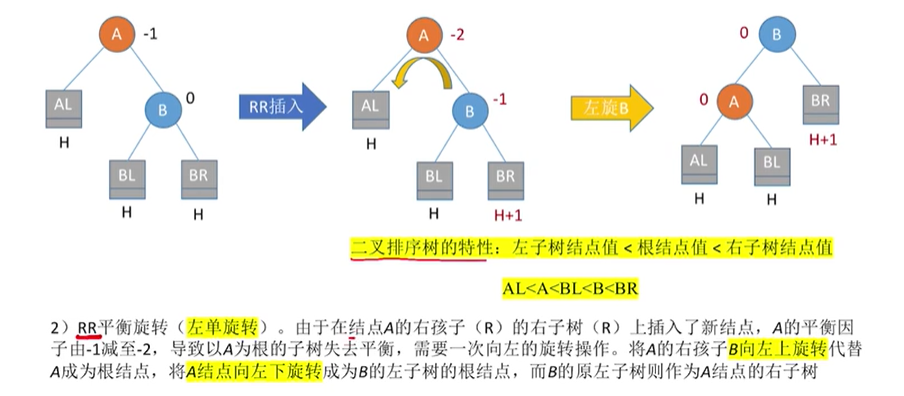 A -1
AL
H
B 0
BL
H
BR
H
RR插入
A -2
AL
H
B -1
BL
H
BR
H+1
左旋B
0 B
0 A
BR
H+1
AL
H
BL
H
二叉排序树的特性：左子树结点值<根结点值<右子树结点值
AL<A<BL<B<BR
2）RR平衡旋转（左单旋转）。由于在结点A的右孩子（R）的右子树（R）上插入了新结点，A的平衡因
子由-1减至-2，导致以A为根的子树失去平衡，需要一次向左的旋转操作。将A的右孩子B向左上旋转代替
A成为根结点，将A结点向左下旋转成为B的左子树的根结点，而B的原左子树则作为A结点的右子树